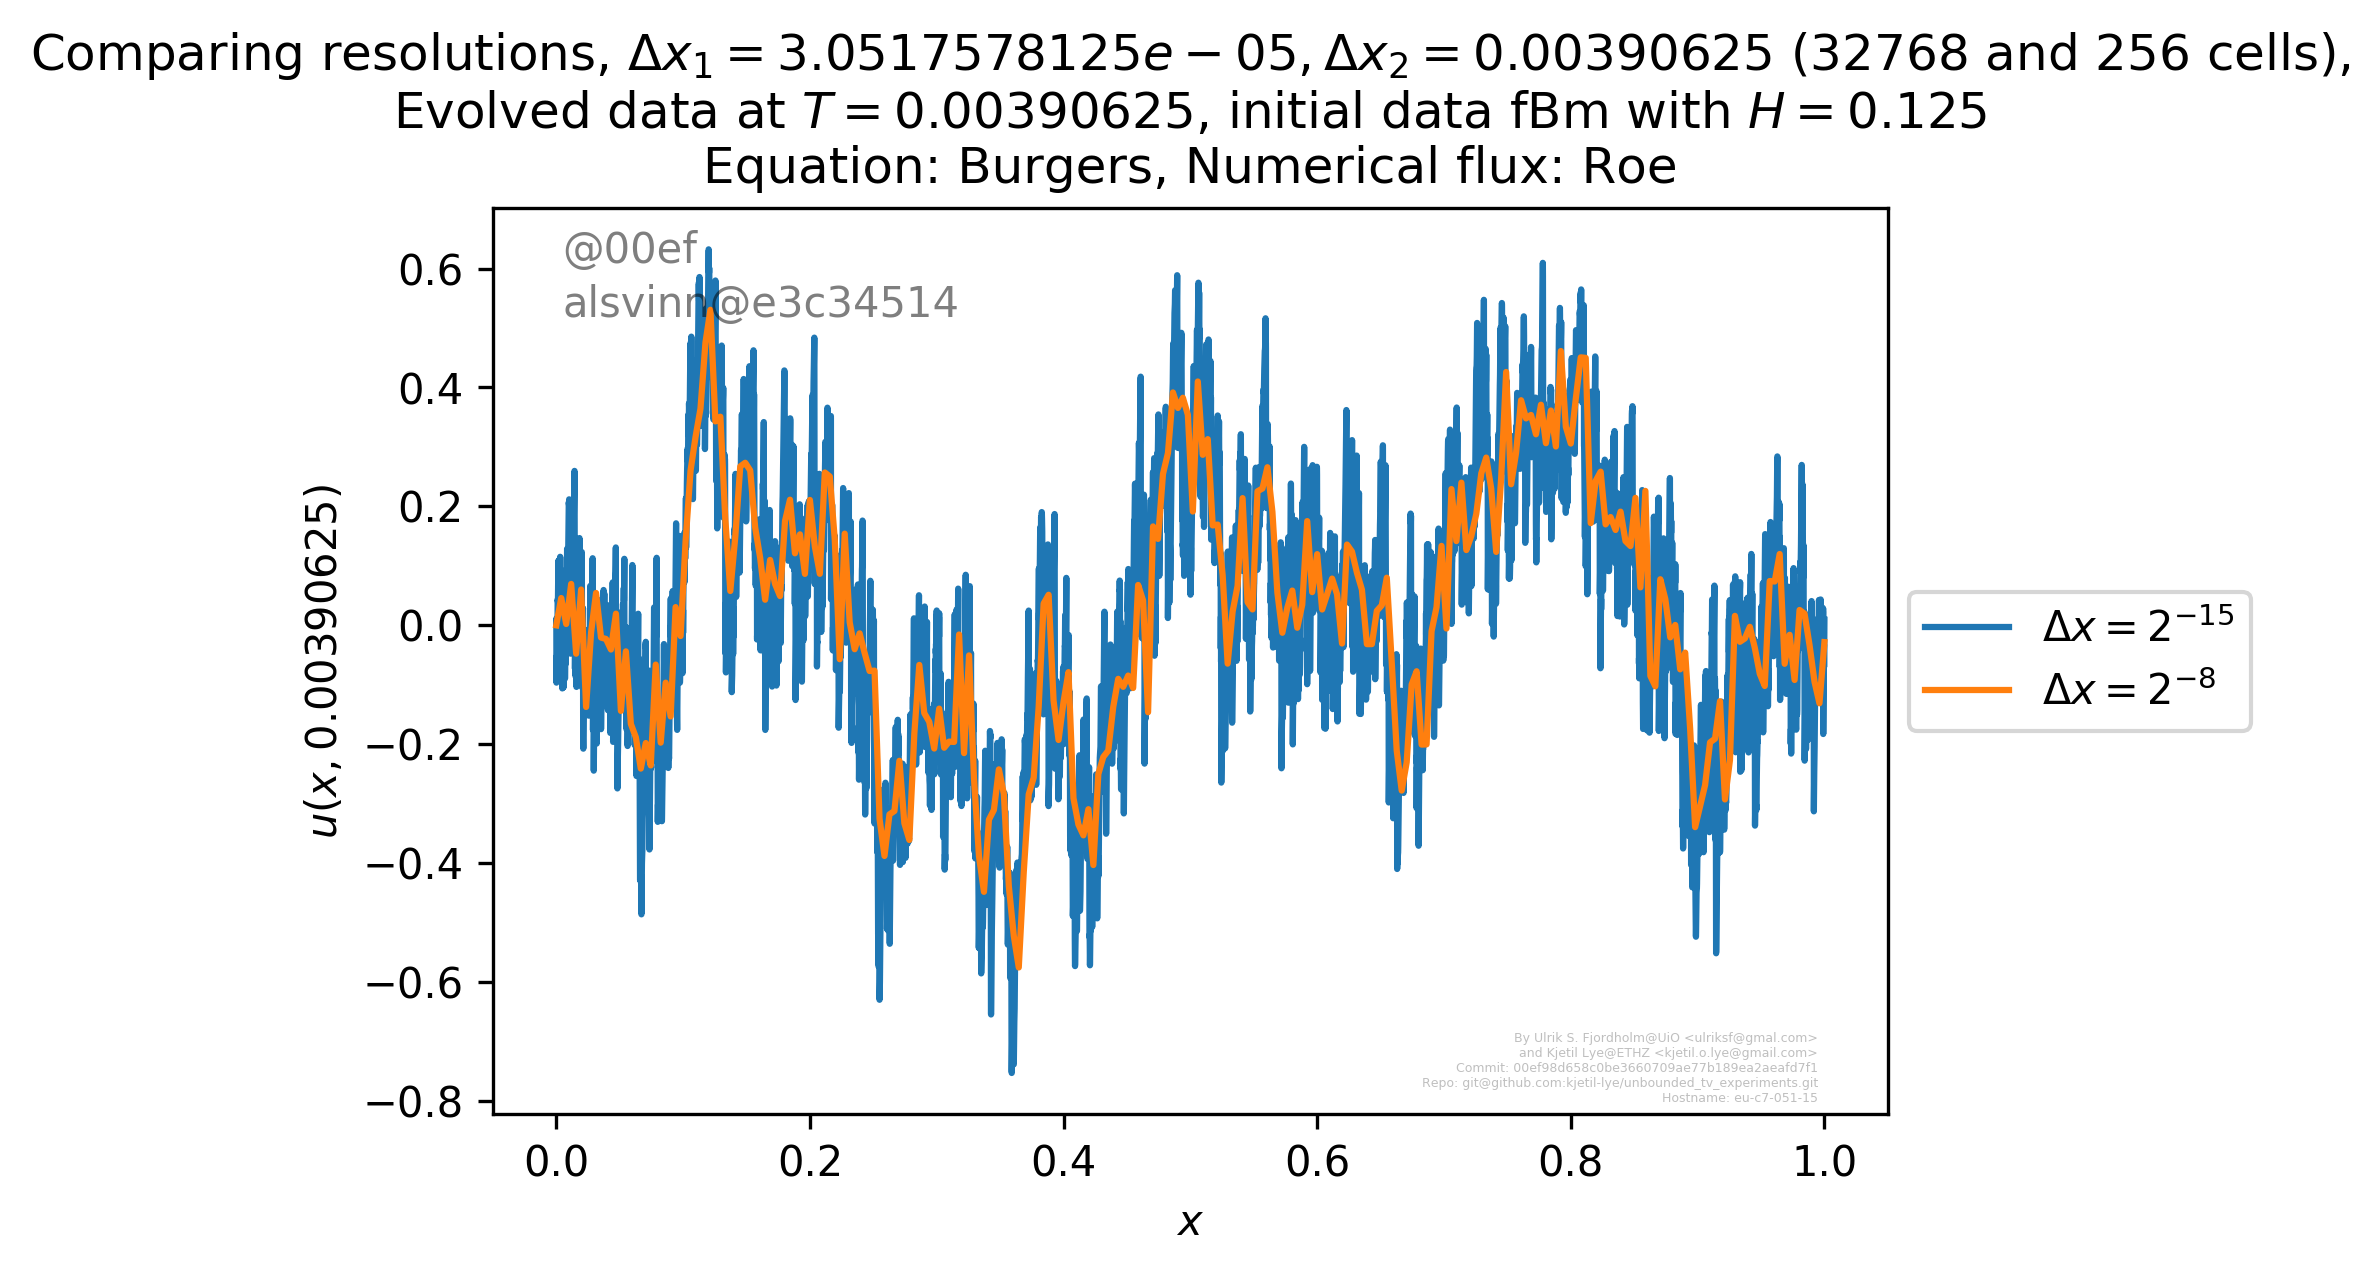 Comparing resolutions, Δx₁ = 3.0517578125e − 05, Δx₂ = 0.00390625 (32768 and 256 cells),
Evolved data at T = 0.00390625, initial data fBm with H = 0.125
Equation: Burgers, Numerical flux: Roe
@00ef
alsvinn@e3c34514
0.6
0.4
0.2
0.0
−0.2
−0.4
−0.6
−0.8
u(x, 0.00390625)
Δx = 2⁻¹⁵
Δx = 2⁻⁸
By Ulrik S. Fjordholm@UiO <ulriksf@gmal.com>
and Kjetil Lye@ETHZ <kjetil.o.lye@gmail.com>
Commit: 00ef98d658c0be3660709ae77b189ea2aeafd7f1
Repo: git@github.com:kjetil-lye/unbounded_tv_experiments.git
Hostname: eu-c7-051-15
0.0 0.2 0.4 0.6 0.8 1.0
x